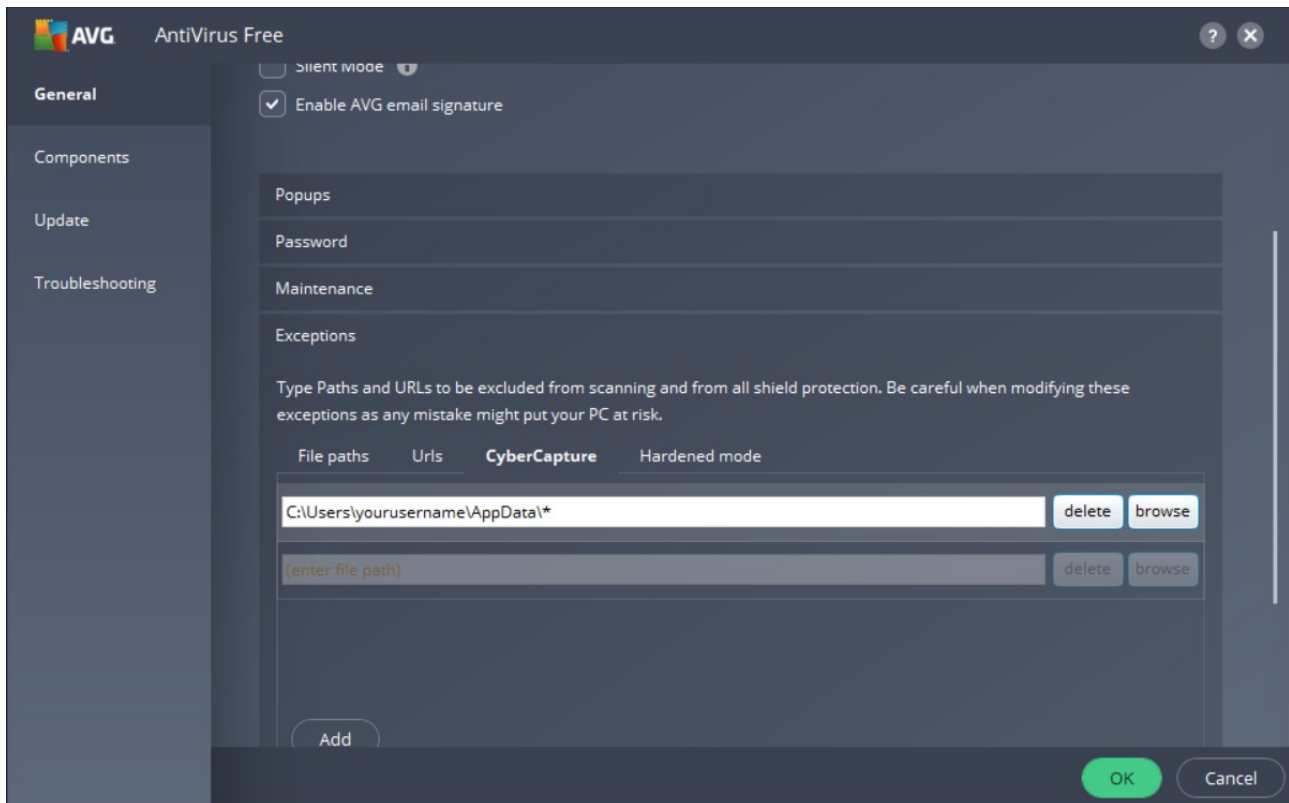 AVG AntiVirus Free
?
Silent Mode
General
Enable AVG email signature
Components
Update
Troubleshooting
Popups
Password
Maintenance
Exceptions
Type Paths and URLs to be excluded from scanning and from all shield protection. Be careful when modifying these
exceptions as any mistake might put your PC at risk.
File paths Urls CyberCapture Hardened mode
C:\Users\yourusername\AppData\* delete browse
(enter file path) delete browse
Add
OK Cancel